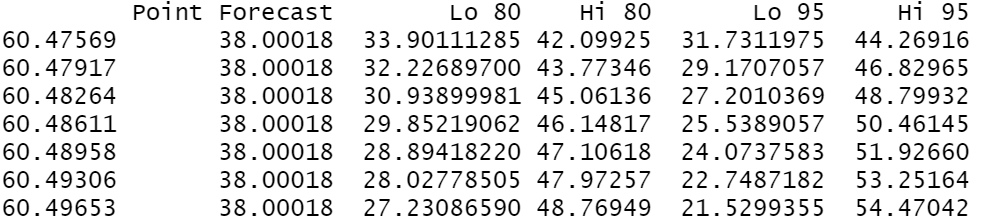 Point Forecast Lo 80 Hi 80 Lo 95 Hi 95
60.47569 38.00018 33.90111285 42.09925 31.7311975 44.26916
60.47917 38.00018 32.22689700 43.77346 29.1707057 46.82965
60.48264 38.00018 30.93899981 45.06136 27.2010369 48.79932
60.48611 38.00018 29.85219062 46.14817 25.5389057 50.46145
60.48958 38.00018 28.89418220 47.10618 24.0737583 51.92660
60.49306 38.00018 28.02778505 47.97257 22.7487182 53.25164
60.49653 38.00018 27.23086590 48.76949 21.5299355 54.47042